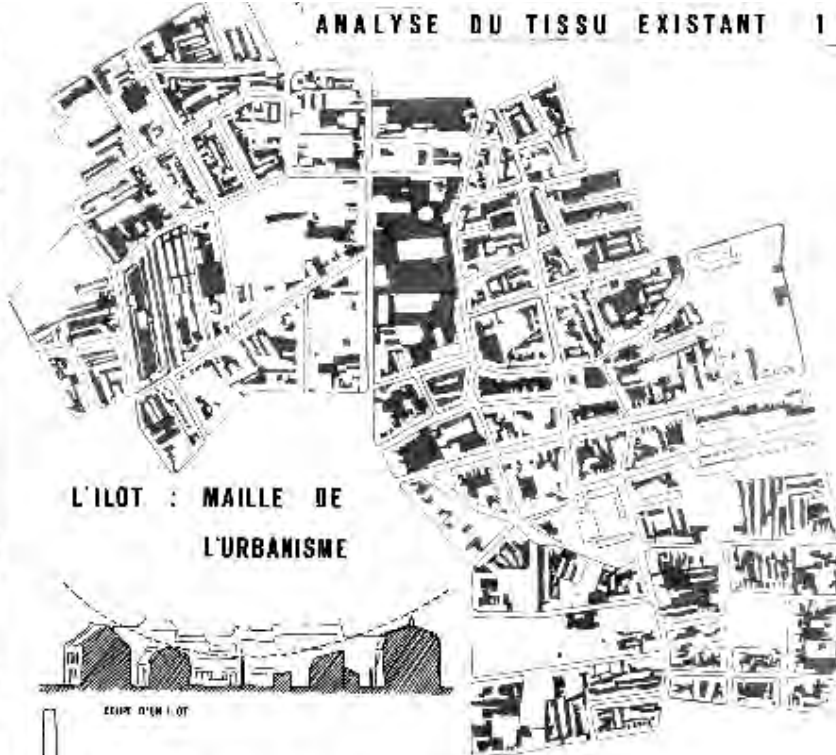 ANALYSE DU TISSU EXISTANT 1
L'ILOT : MAILLE DE
L'URBANISME
COUPE D'UN ILOT